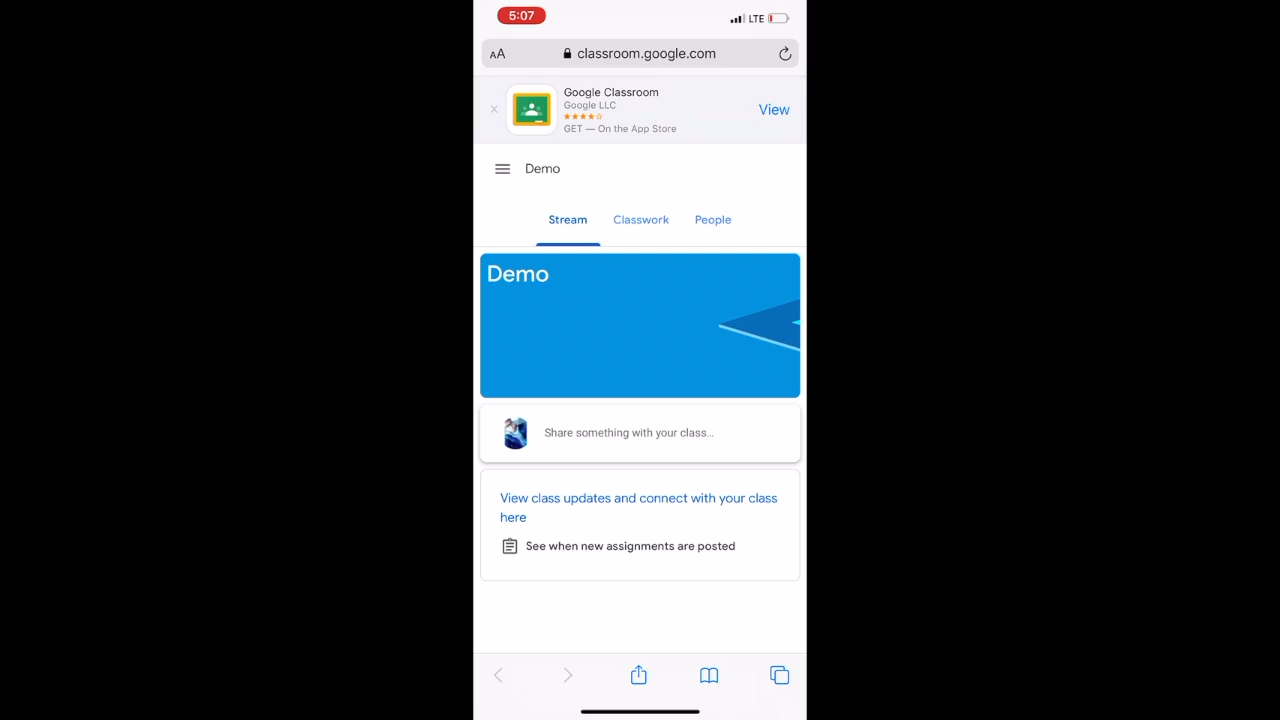 5:07
LTE
AA
classroom.google.com
Google Classroom
Google LLC
GET — On the App Store
View
Demo
Stream
Classwork
People
Demo
Share something with your class...
View class updates and connect with your class
here
See when new assignments are posted